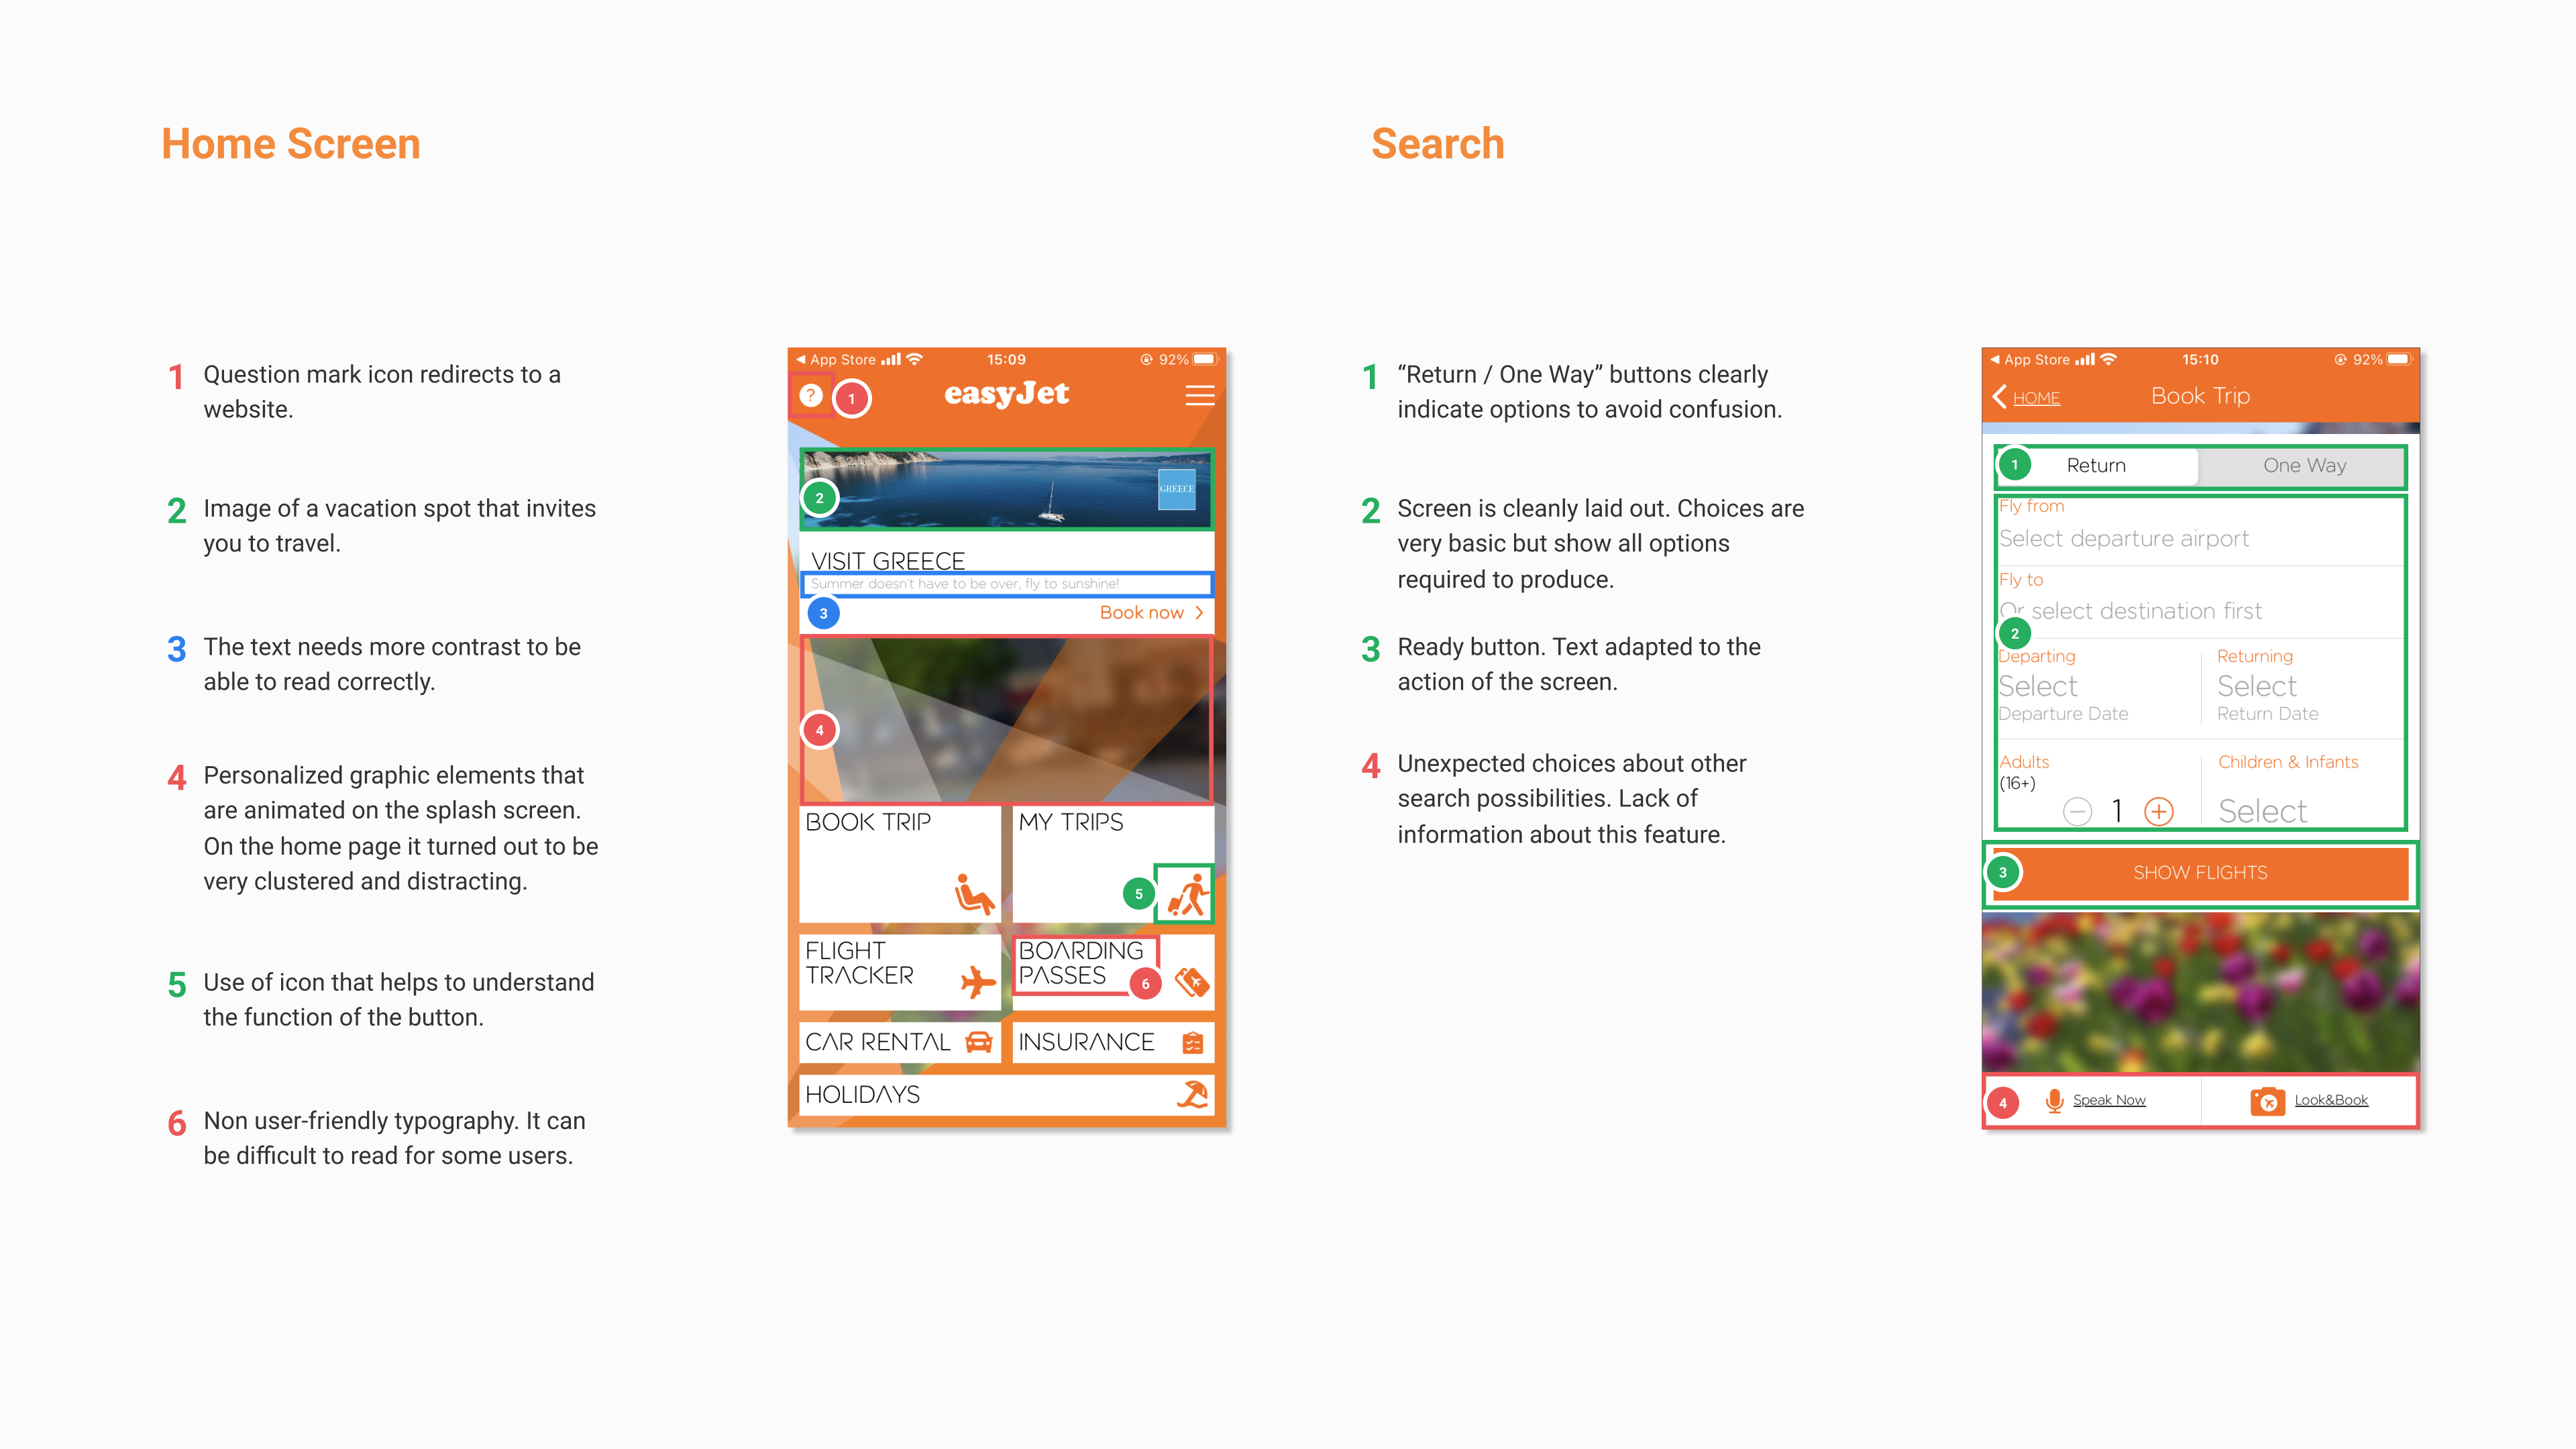 Home Screen
1 Question mark icon redirects to a
website.
2 Image of a vacation spot that invites
you to travel.
3 The text needs more contrast to be
able to read correctly.
4 Personalized graphic elements that
are animated on the splash screen.
On the home page it turned out to be
very clustered and distracting.
5 Use of icon that helps to understand
the function of the button.
6 Non user-friendly typography. It can
be difficult to read for some users.
App Store 15:09 92%
? 1 easyJet
2 GREECE
VISIT GREECE
Summer doesn't have to be over, fly to sunshine!
3 Book now
4
BOOK TRIP
MY TRIPS
5
FLIGHT
TRACKER
BOARDING
PASSES
6
CAR RENTAL
INSURANCE
HOLIDAYS
Search
1 “Return / One Way” buttons clearly
indicate options to avoid confusion.
2 Screen is cleanly laid out. Choices are
very basic but show all options
required to produce.
3 Ready button. Text adapted to the
action of the screen.
4 Unexpected choices about other
search possibilities. Lack of
information about this feature.
App Store 15:10 92%
HOME Book Trip
1 Return One Way
Fly from
Select departure airport
Fly to
Or select destination first
2
Departing Returning
Select Select
Departure Date Return Date
Adults Children & Infants
(16+)
1 Select
3 SHOW FLIGHTS
4 Speak Now Look&Book